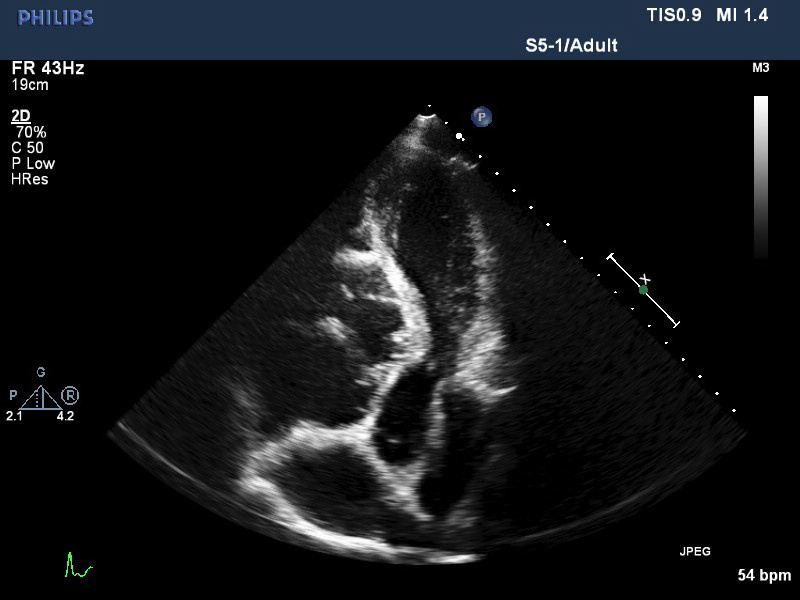 PHILIPS
TIS0.9 MI 1.4
S5-1/Adult
FR 43Hz
19cm
M3
P
2D
70%
C 50
P Low
HRes
X
G
P R
2.1 4.2
JPEG
54 bpm